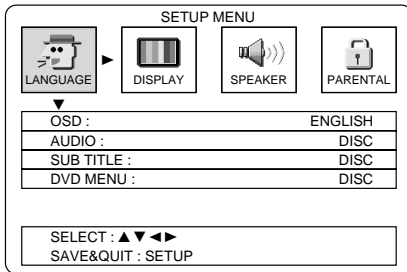 SETUP MENU
LANGUAGE ► DISPLAY SPEAKER PARENTAL
▼
OSD : ENGLISH
AUDIO : DISC
SUB TITLE : DISC
DVD MENU : DISC
SELECT : ▲ ▼ ◄ ►
SAVE&QUIT : SETUP